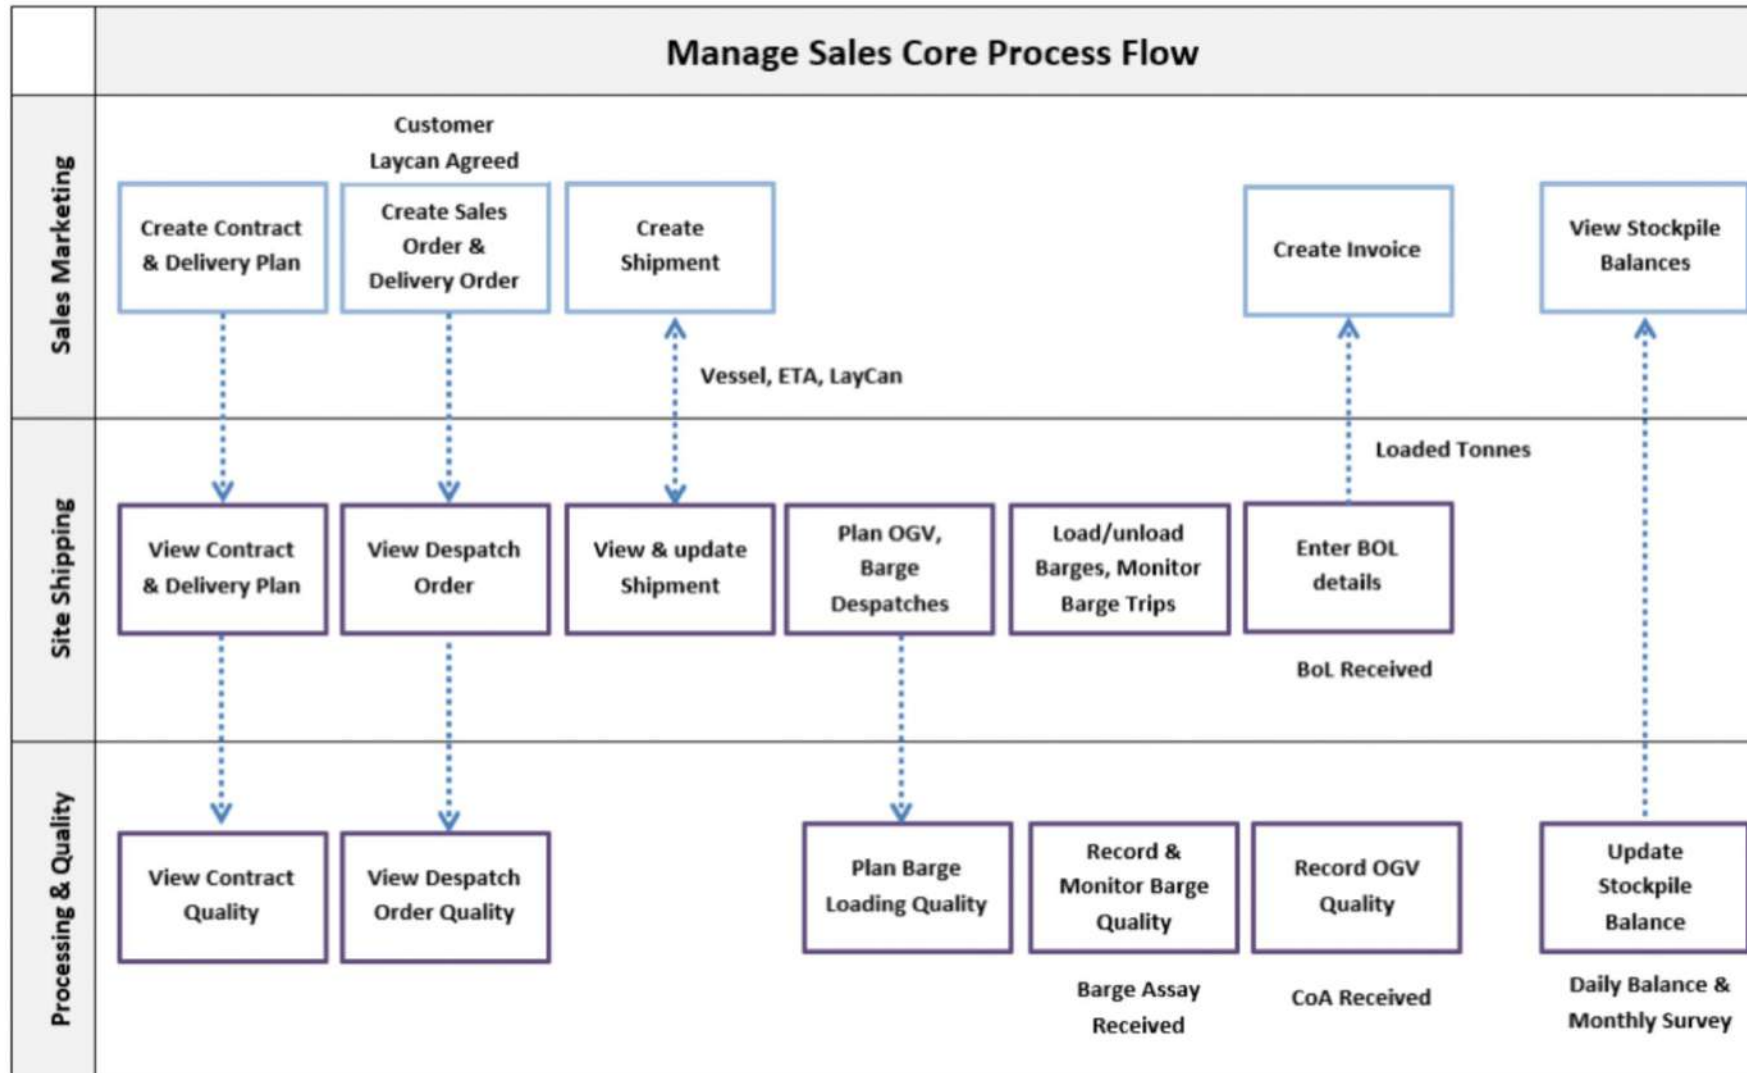 Manage Sales Core Process Flow
Sales Marketing
Customer
Laycan Agreed
Create Contract
& Delivery Plan
Create Sales
Order &
Delivery Order
Create
Shipment
Create Invoice
View Stockpile
Balances
Vessel, ETA, LayCan
Site Shipping
Loaded Tonnes
View Contract
& Delivery Plan
View Despatch
Order
View & update
Shipment
Plan OGV,
Barge
Despatches
Load/unload
Barges, Monitor
Barge Trips
Enter BOL
details
BoL Received
Processing & Quality
View Contract
Quality
View Despatch
Order Quality
Plan Barge
Loading Quality
Record &
Monitor Barge
Quality
Record OGV
Quality
Update
Stockpile
Balance
Barge Assay
Received
CoA Received
Daily Balance &
Monthly Survey